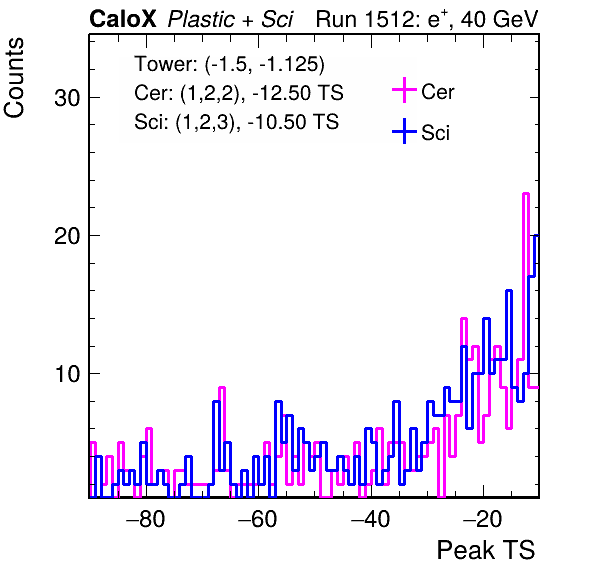 CaloX Plastic + Sci Run 1512: e+, 40 GeV
Tower: (-1.5, -1.125)
Cer: (1,2,2), -12.50 TS
Sci: (1,2,3), -10.50 TS
Cer
Sci
Counts
30
20
10
−80 −60 −40 −20
Peak TS